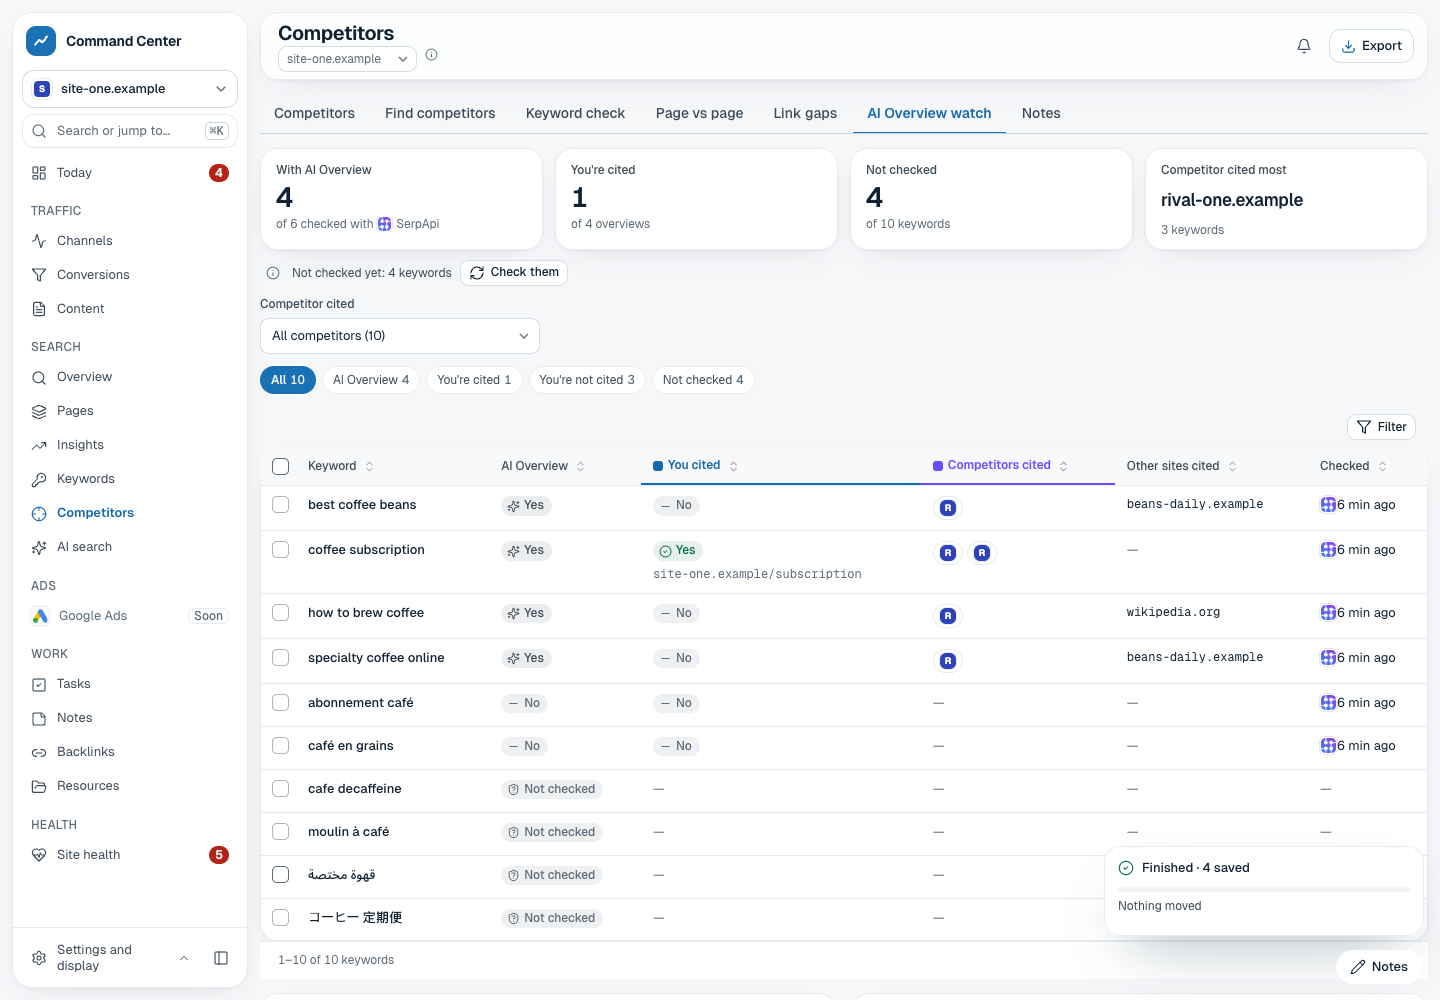 Command Center
S site-one.example
Search or jump to... ⌘K
Today 4
TRAFFIC
Channels
Conversions
Content
SEARCH
Overview
Pages
Insights
Keywords
Competitors
AI search
ADS
Google Ads Soon
WORK
Tasks
Notes
Backlinks
Resources
HEALTH
Site health 5
Settings and
display
Competitors
site-one.example
Export
Competitors Find competitors Keyword check Page vs page Link gaps AI Overview watch Notes
With AI Overview
4
of 6 checked with SerpApi
You're cited
1
of 4 overviews
Not checked
4
of 10 keywords
Competitor cited most
rival-one.example
3 keywords
Not checked yet: 4 keywords Check them
Competitor cited
All competitors (10)
All 10 AI Overview 4 You're cited 1 You're not cited 3 Not checked 4
Filter
Keyword AI Overview You cited Competitors cited Other sites cited Checked
best coffee beans Yes — No R beans-daily.example 6 min ago
coffee subscription Yes Yes R R — 6 min ago
site-one.example/subscription
how to brew coffee Yes — No R wikipedia.org 6 min ago
specialty coffee online Yes — No R beans-daily.example 6 min ago
abonnement café — No — No — — 6 min ago
café en grains — No — No — — 6 min ago
cafe decaffeine Not checked — — — —
moulin à café Not checked — — — —
قهوة مختصة Not checked — —
コーヒー 定期便 Not checked — —
Finished · 4 saved
Nothing moved
1–10 of 10 keywords
Notes